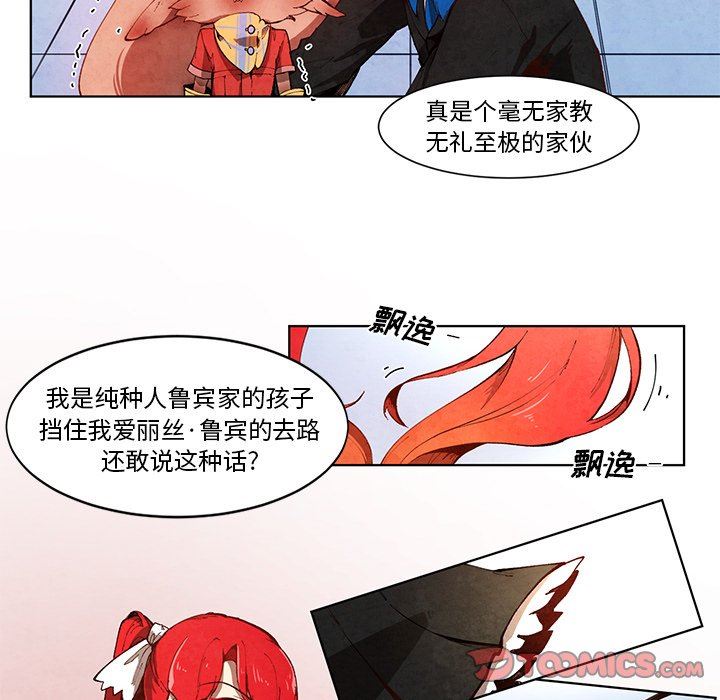 真是个毫无家教
无礼至极的家伙
飘逸
我是纯种人鲁宾家的孩子
挡住我爱丽丝·鲁宾的去路
还敢说这种话?
飘逸
TOOMICS.COM